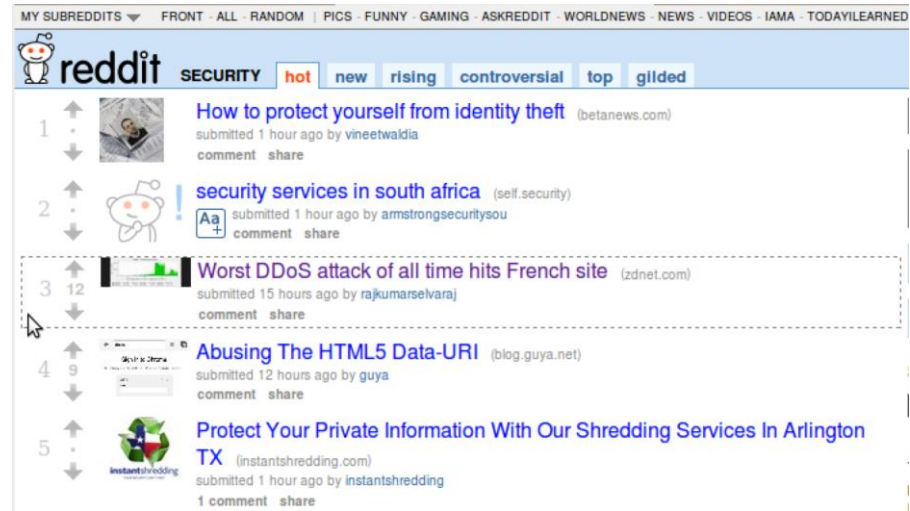 MY SUBREDDITS FRONT - ALL - RANDOM | PICS - FUNNY - GAMING - ASKREDDIT - WORLDNEWS - NEWS - VIDEOS - IAMA - TODAYILEARNED
reddit SECURITY hot new rising controversial top gilded
1
How to protect yourself from identity theft (betanews.com)
submitted 1 hour ago by vineetwaldia
comment share
2
security services in south africa (self.security)
Aa+ submitted 1 hour ago by armstrongsecuritysou
comment share
3 12
Worst DDoS attack of all time hits French site (zdnet.com)
submitted 15 hours ago by rajkumarselvaraj
comment share
4 9
Abusing The HTML5 Data-URI (blog.guya.net)
submitted 12 hours ago by guya
comment share
5
instantshredding
Protect Your Private Information With Our Shredding Services In Arlington
TX (instantshredding.com)
submitted 1 hour ago by instantshredding
1 comment share